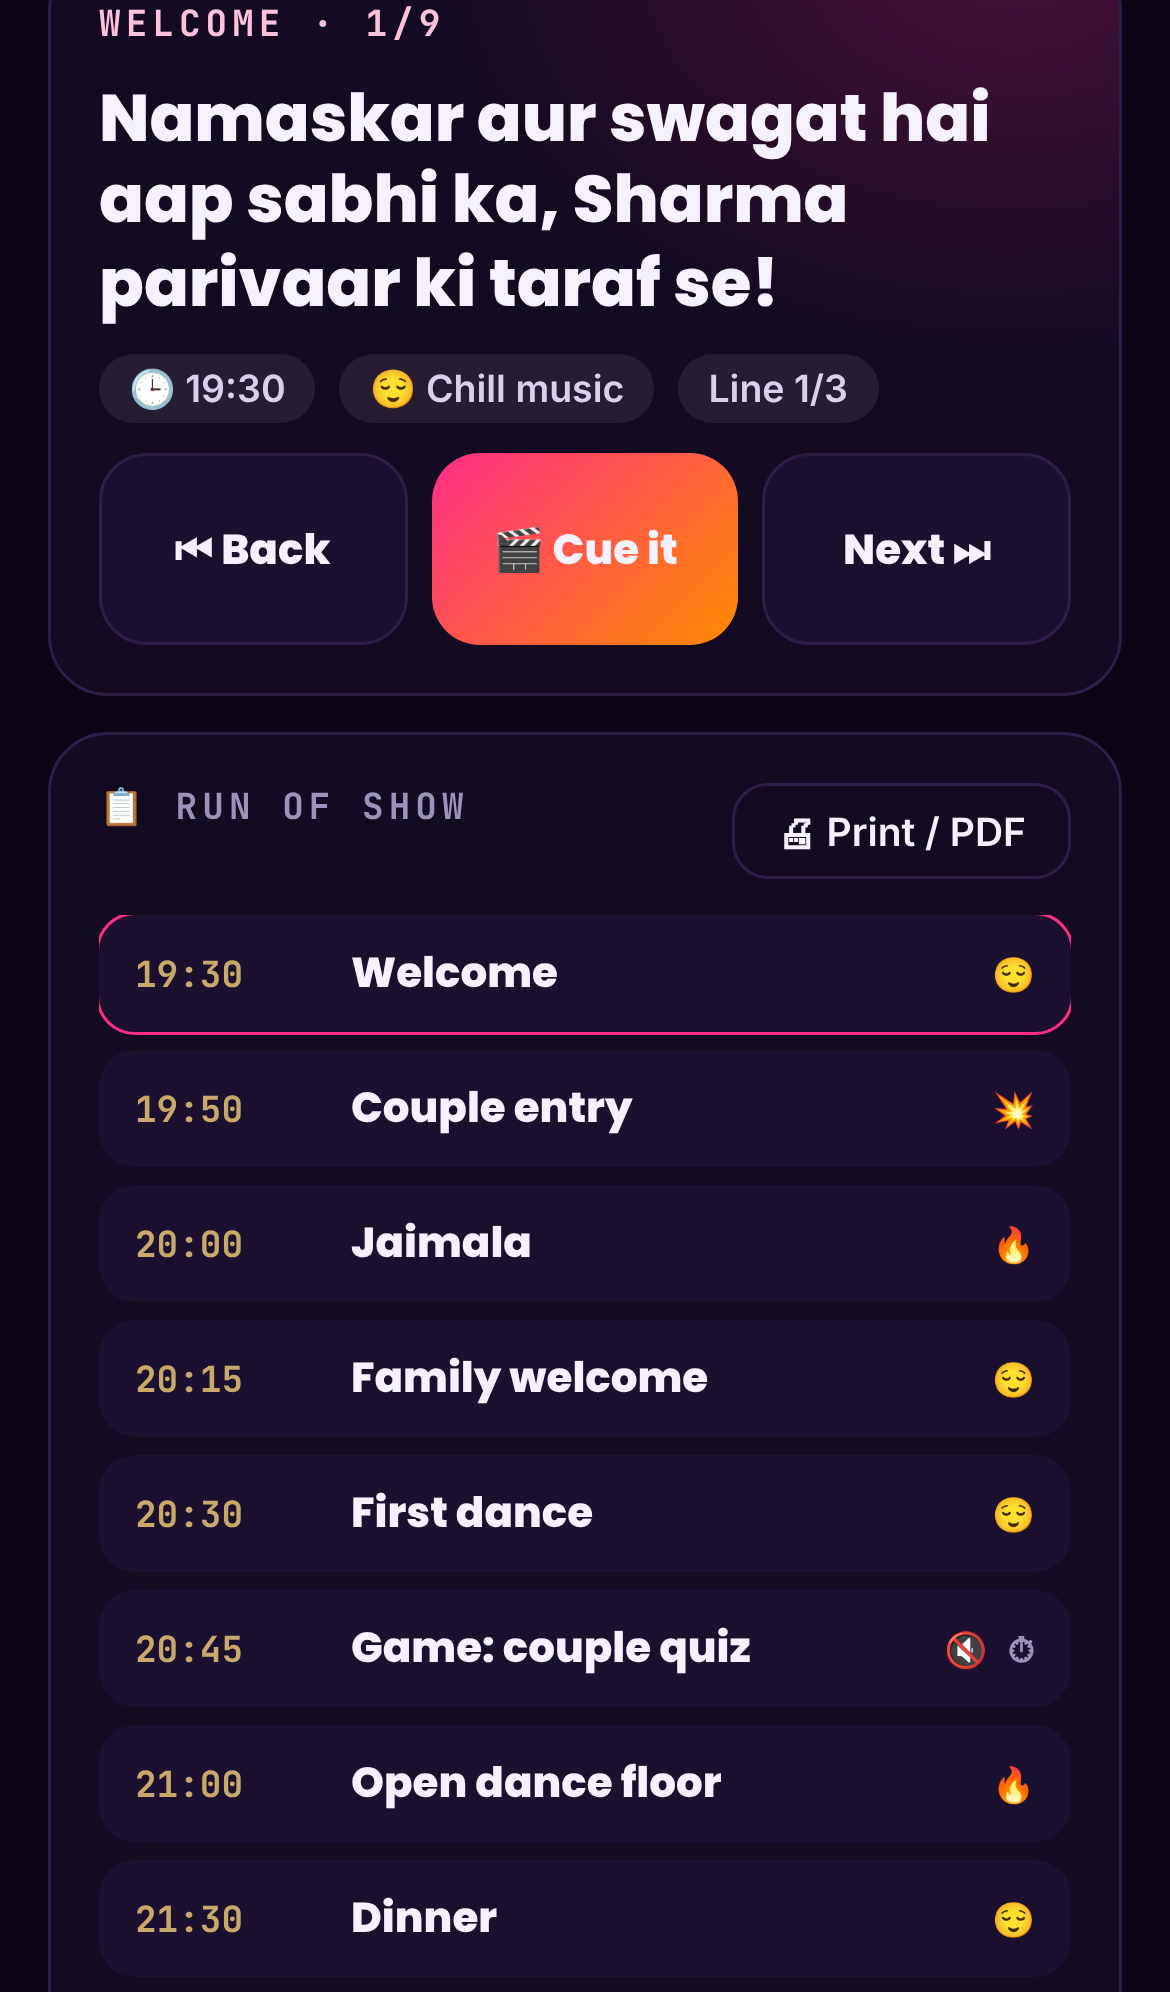 WELCOME · 1/9
Namaskar aur swagat hai
aap sabhi ka, Sharma
parivaar ki taraf se!
🕒 19:30 😌 Chill music Line 1/3
⏮ Back 🎬 Cue it Next ⏭
📋 RUN OF SHOW 🖨 Print / PDF
19:30 Welcome 😌
19:50 Couple entry 💥
20:00 Jaimala 🔥
20:15 Family welcome 😌
20:30 First dance 😌
20:45 Game: couple quiz 🔇 ⏱
21:00 Open dance floor 🔥
21:30 Dinner 😌